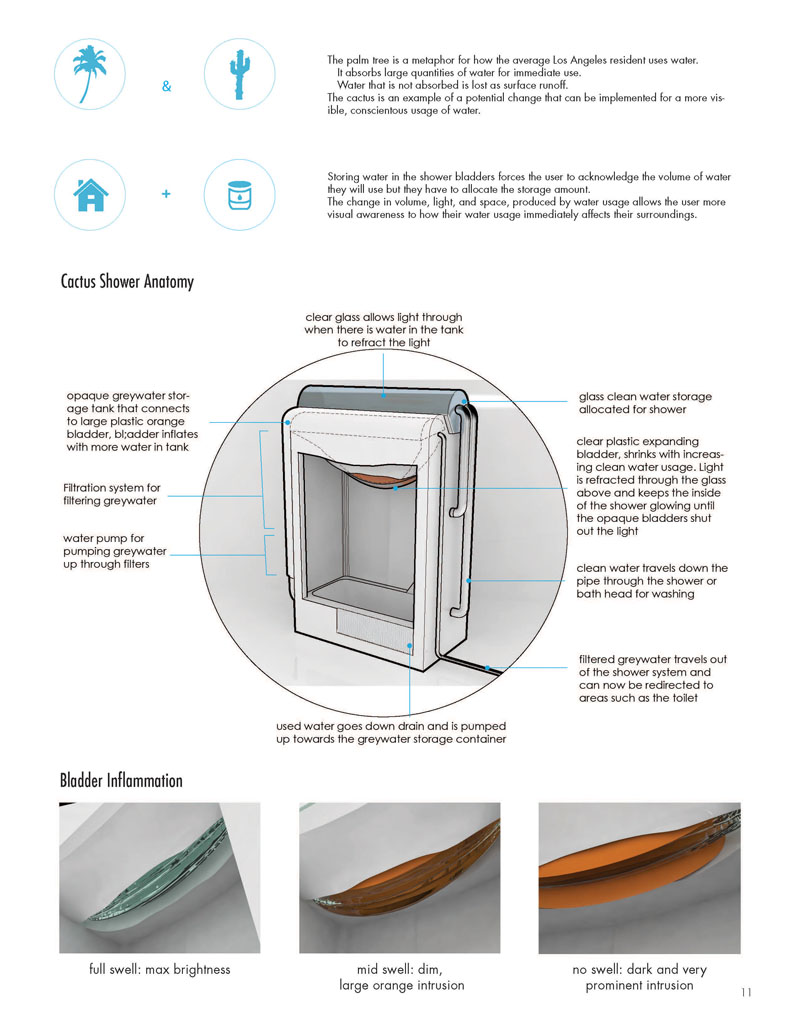 The palm tree is a metaphor for how the average Los Angeles resident uses water.
It absorbs large quantities of water for immediate use.
Water that is not absorbed is lost as surface runoff.
&
The cactus is an example of a potential change that can be implemented for a more vis-
ible, conscientous usage of water.
Storing water in the shower bladders forces the user to acknowledge the volume of water
they will use but they have to allocate the storage amount.
+
The change in volume, light, and space, produced by water usage allows the user more
visual awareness to how their water usage immediately affects their surroundings.
Cactus Shower Anatomy
clear glass allows light through
when there is water in the tank
to refract the light
opaque greywater stor-
age tank that connects
to large plastic orange
bladder, bl;adder inflates
with more water in tank
Filtration system for
filtering greywater
water pump for
pumping greywater
up through filters
glass clean water storage
allocated for shower
clear plastic expanding
bladder, shrinks with increas-
ing clean water usage. Light
is refracted through the glass
above and keeps the inside
of the shower glowing until
the opaque bladders shut
out the light
clean water travels down the
pipe through the shower or
bath head for washing
filtered greywater travels out
of the shower system and
can now be redirected to
areas such as the toilet
used water goes down drain and is pumped
up towards the greywater storage container
Bladder Inflammation
full swell: max brightness
mid swell: dim,
large orange intrusion
no swell: dark and very
prominent intrusion
11